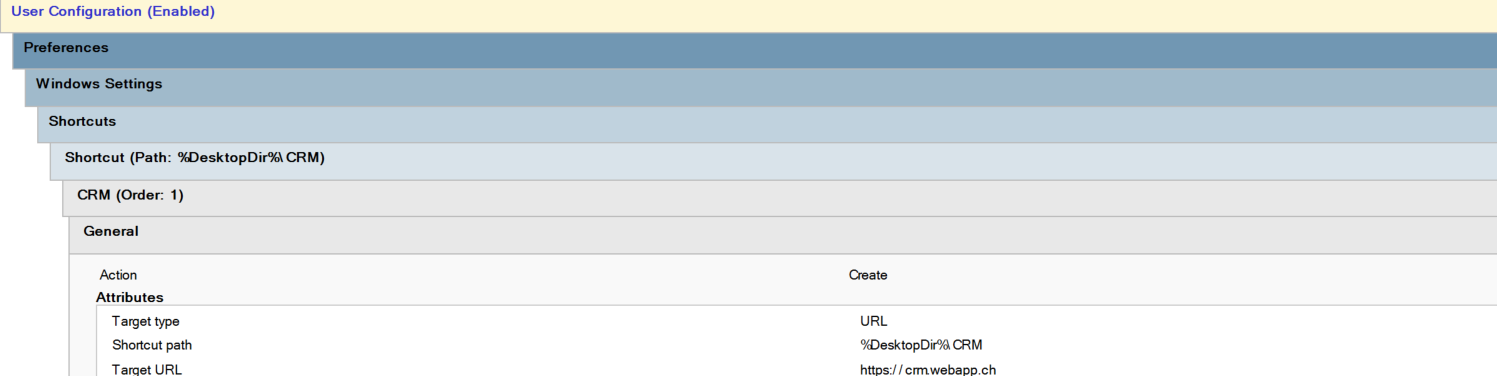 User Configuration (Enabled)
Preferences
Windows Settings
Shortcuts
Shortcut (Path: %DesktopDir%\CRM)
CRM (Order: 1)
General
Action Create
Attributes
Target type URL
Shortcut path %DesktopDir%\CRM
Target URL https://crm.webapp.ch